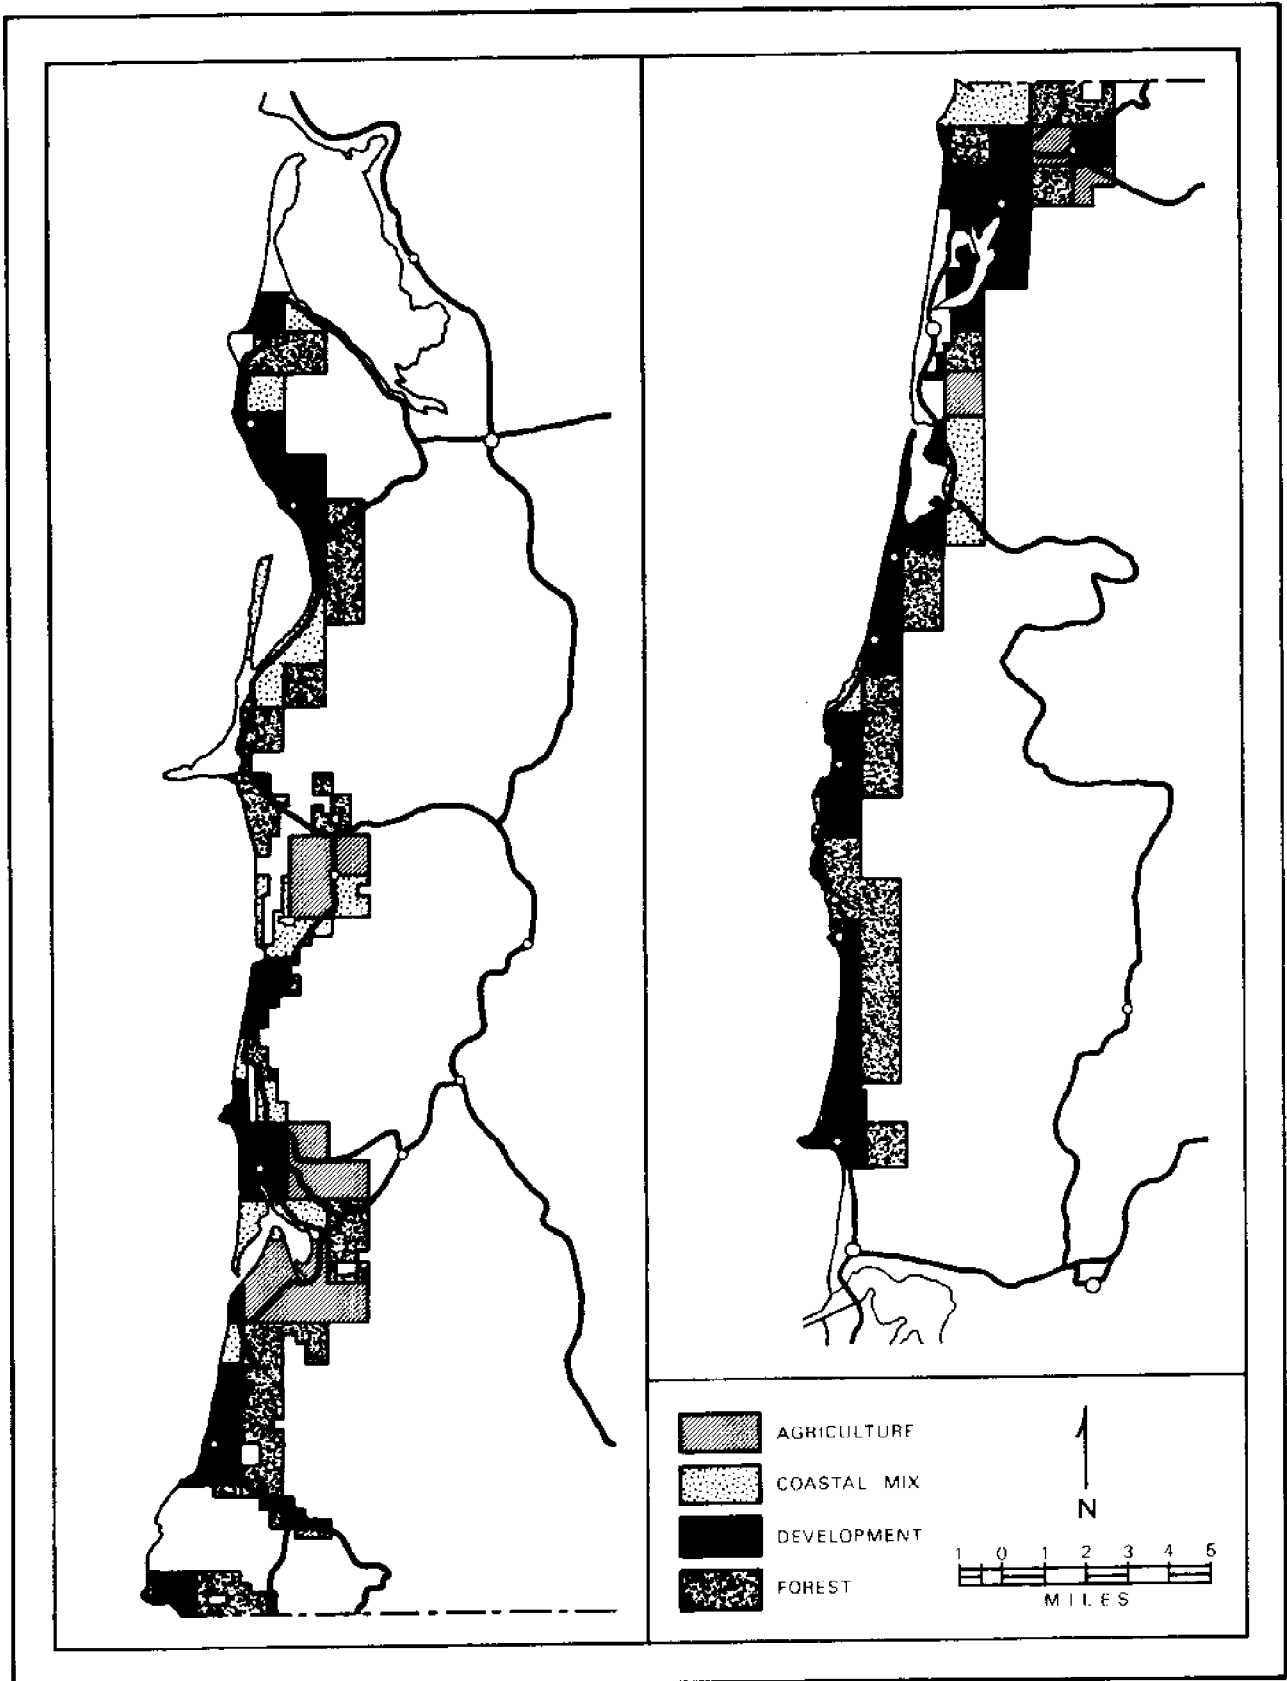 AGRICULTURE
COASTAL MIX
DEVELOPMENT
FOREST
N
1 0 1 2 3 4 5
MILES